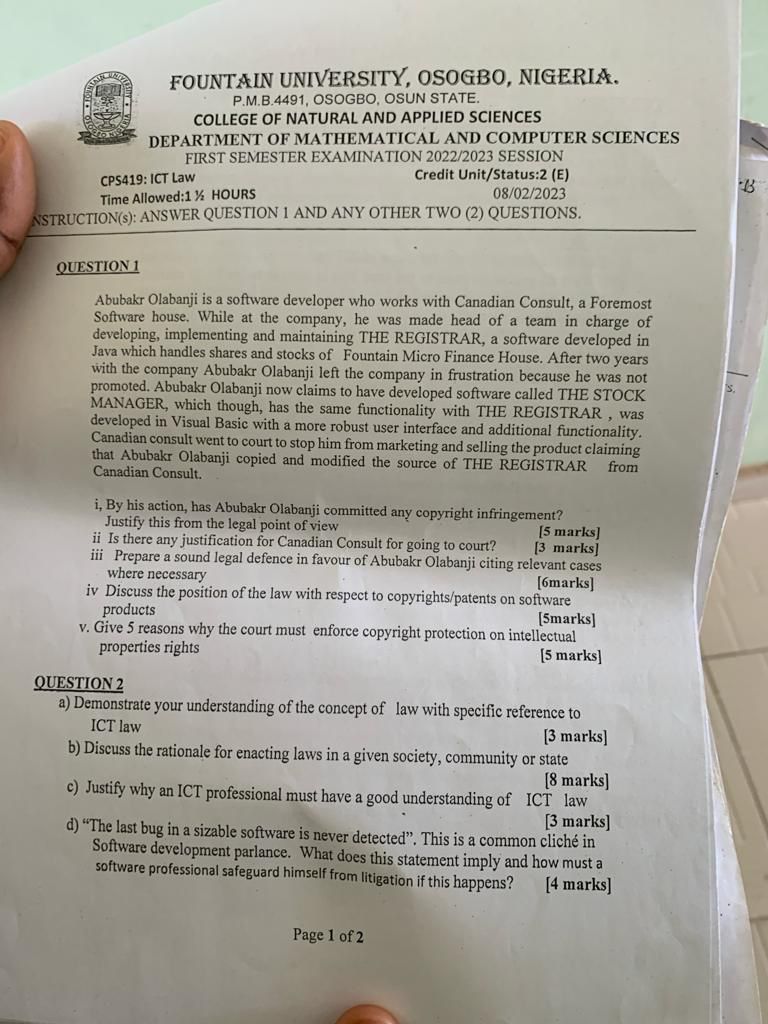 FOUNTAIN UNIVERSITY, OSOGBO, NIGERIA.
P.M.B.4491, OSOGBO, OSUN STATE.
COLLEGE OF NATURAL AND APPLIED SCIENCES
DEPARTMENT OF MATHEMATICAL AND COMPUTER SCIENCES
FIRST SEMESTER EXAMINATION 2022/2023 SESSION
CPS419: ICT Law Credit Unit/Status:2 (E)
Time Allowed:1 ½ HOURS 08/02/2023
NSTRUCTION(s): ANSWER QUESTION 1 AND ANY OTHER TWO (2) QUESTIONS.
QUESTION 1
Abubakr Olabanji is a software developer who works with Canadian Consult, a Foremost
Software house. While at the company, he was made head of a team in charge of
developing, implementing and maintaining THE REGISTRAR, a software developed in
Java which handles shares and stocks of Fountain Micro Finance House. After two years
with the company Abubakr Olabanji left the company in frustration because he was not
promoted. Abubakr Olabanji now claims to have developed software called THE STOCK
MANAGER, which though, has the same functionality with THE REGISTRAR , was
developed in Visual Basic with a more robust user interface and additional functionality.
Canadian consult went to court to stop him from marketing and selling the product claiming
that Abubakr Olabanji copied and modified the source of THE REGISTRAR from
Canadian Consult.
i, By his action, has Abubakr Olabanji committed any copyright infringement?
Justify this from the legal point of view [5 marks]
ii Is there any justification for Canadian Consult for going to court? [3 marks]
iii Prepare a sound legal defence in favour of Abubakr Olabanji citing relevant cases
where necessary [6marks]
iv Discuss the position of the law with respect to copyrights/patents on software
products [5marks]
v. Give 5 reasons why the court must enforce copyright protection on intellectual
properties rights [5 marks]
QUESTION 2
a) Demonstrate your understanding of the concept of law with specific reference to
ICT law [3 marks]
b) Discuss the rationale for enacting laws in a given society, community or state
[8 marks]
c) Justify why an ICT professional must have a good understanding of ICT law
[3 marks]
d) “The last bug in a sizable software is never detected”. This is a common cliché in
Software development parlance. What does this statement imply and how must a
software professional safeguard himself from litigation if this happens? [4 marks]
Page 1 of 2